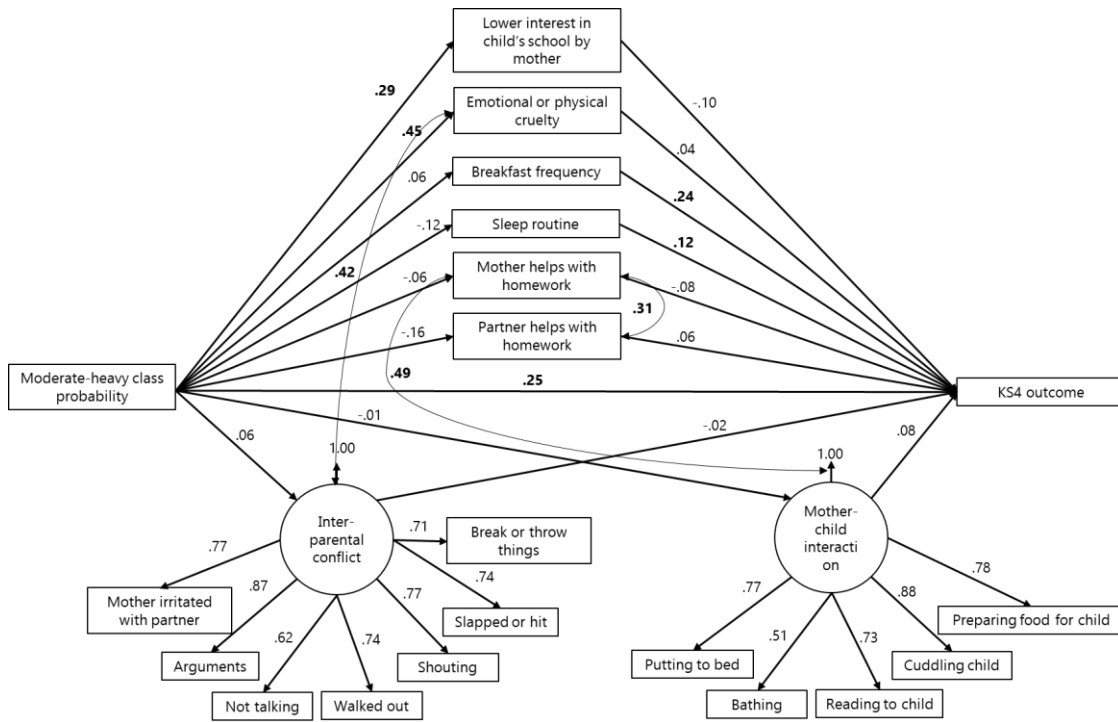 Lower interest in
child's school by
mother
.29
-.10
Emotional or physical
cruelty
.45
.04
.06
Breakfast frequency
.24
-.12
Sleep routine
.12
.42
-.06
Mother helps with
homework
-.08
.31
-.16
Partner helps with
homework
.06
.49
Moderate-heavy class
probability
.25
KS4 outcome
-.01
-.02
.06
.08
1.00
1.00
Inter-
parental
conflict
.71
Break or throw
things
Mother-
child
interacti
on
.77
.74
.77
.78
Mother irritated
with partner
.87
.77
Slapped or hit
.88
Preparing food for child
.62
.74
.51
.73
Arguments
Shouting
Putting to bed
Cuddling child
Not talking
Walked out
Bathing
Reading to child